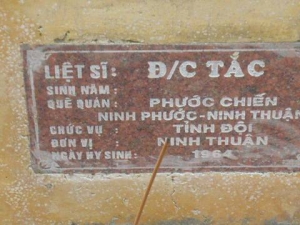 LIỆT SĨ : Đ/C TẮC
SINH NĂM :
QUÊ QUÁN : PHƯỚC CHIẾN
NINH PHƯỚC-NINH THUẬN
CHỨC VỤ : TỈNH ĐỘI
ĐƠN VỊ : NINH THUẬN
NGÀY HY SINH: 1964